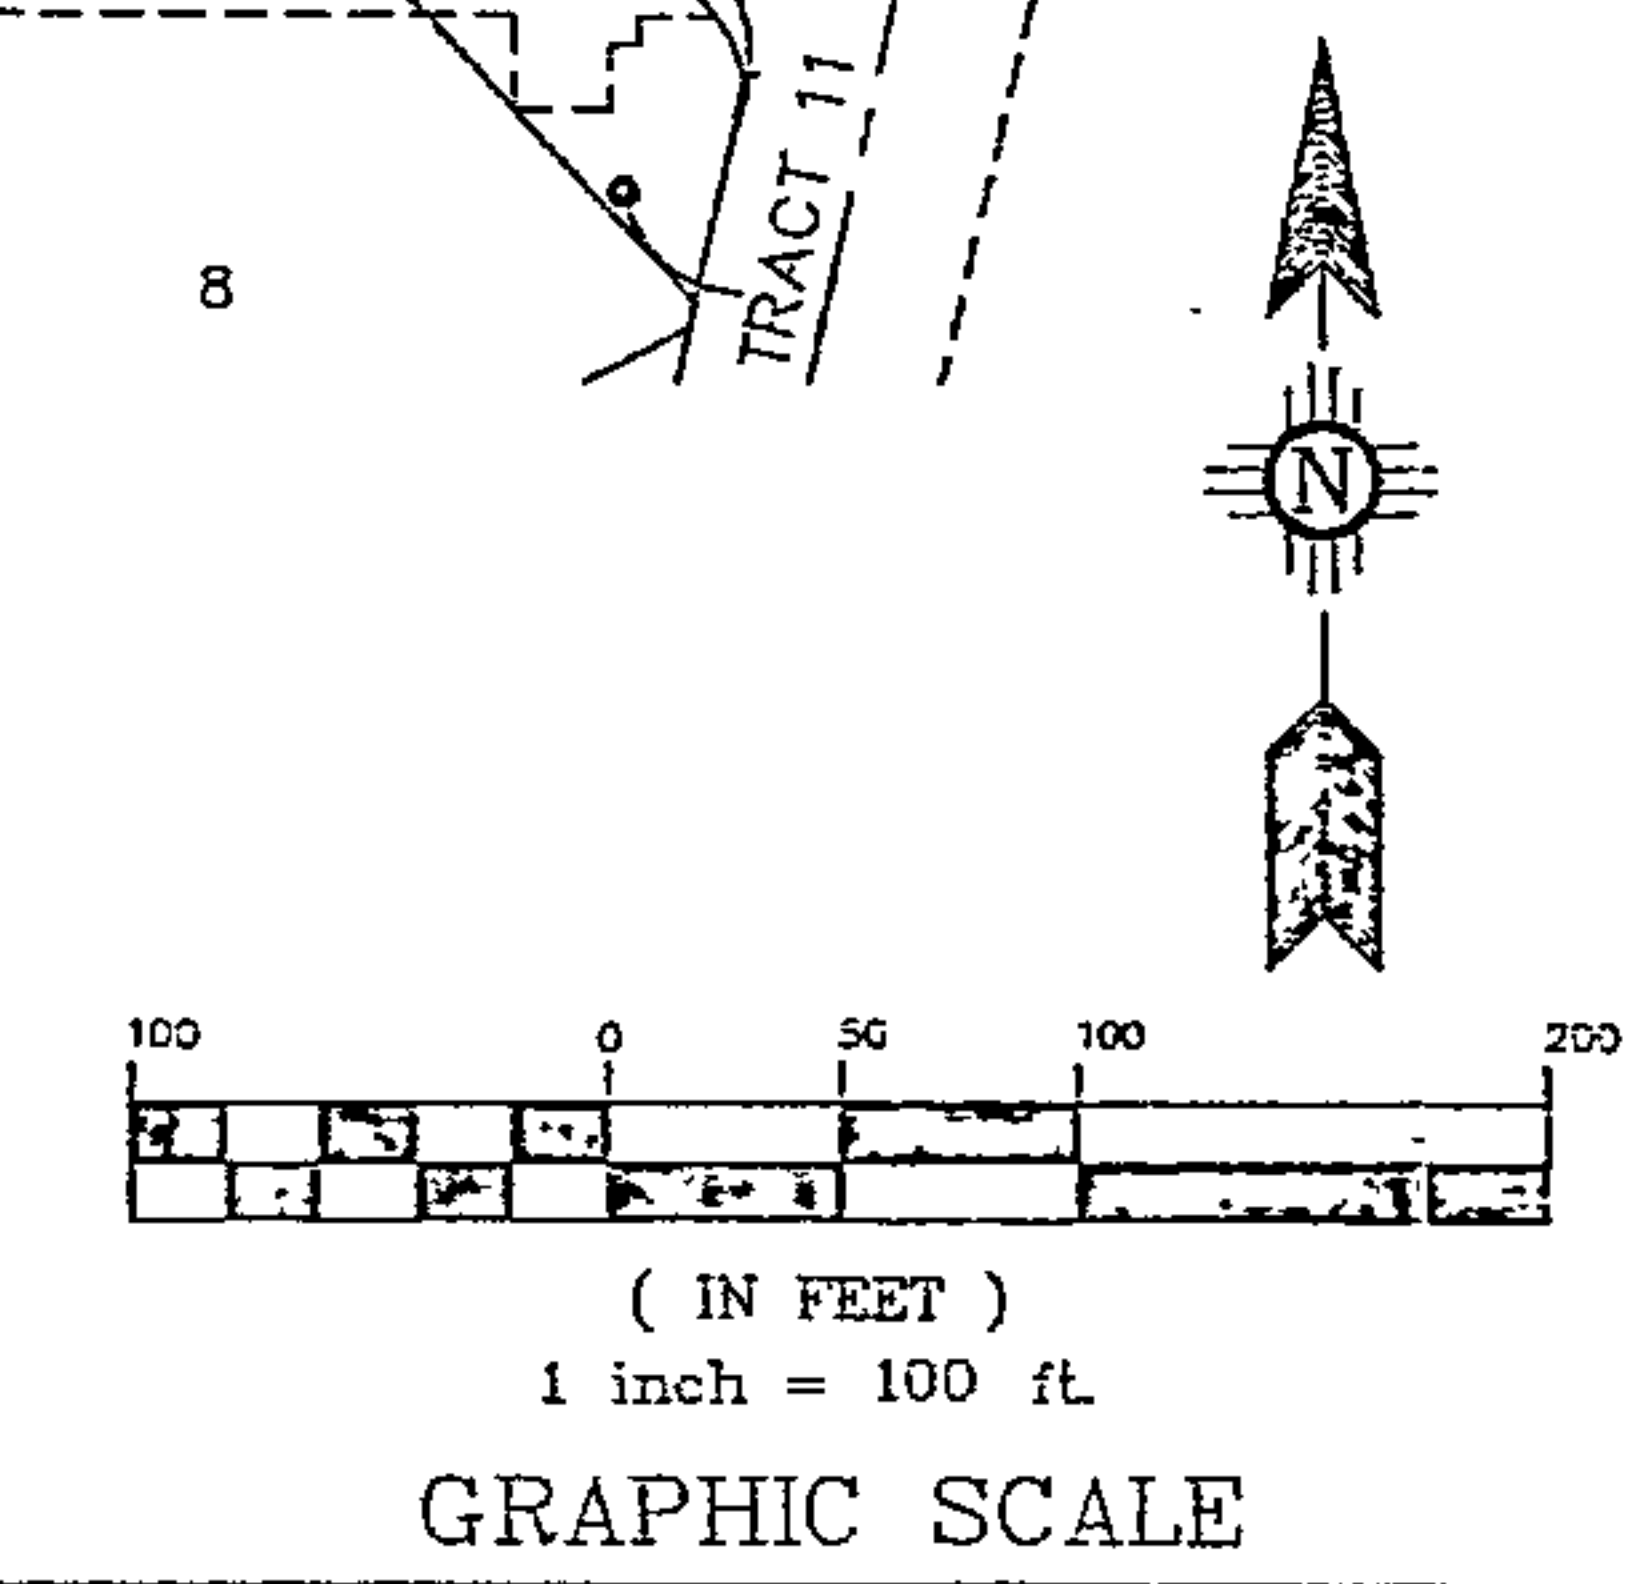 TRACT 11
8
N
100 0 50 100 200
( IN FEET )
1 inch = 100 ft.
GRAPHIC SCALE